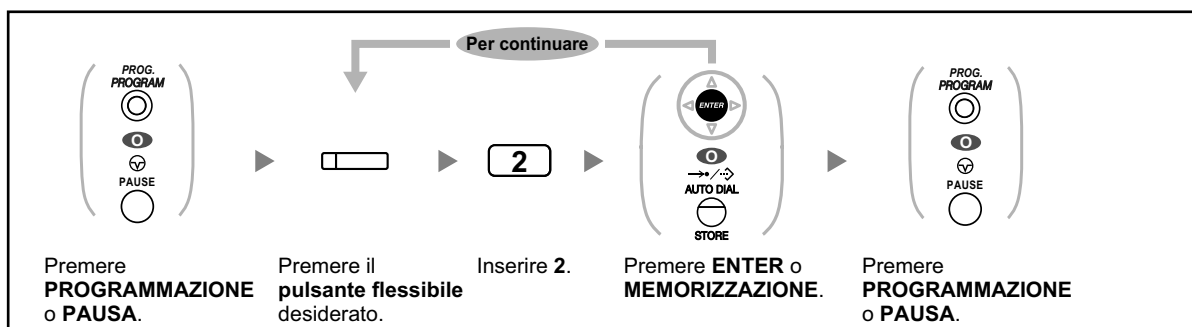 Per continuare
PROG.
PROGRAM
O
PAUSE
2
ENTER
O
AUTO DIAL
STORE
PROG.
PROGRAM
O
PAUSE
Premere
PROGRAMMAZIONE
o PAUSA.
Premere il
pulsante flessibile
desiderato.
Inserire 2.
Premere ENTER o
MEMORIZZAZIONE.
Premere
PROGRAMMAZIONE
o PAUSA.